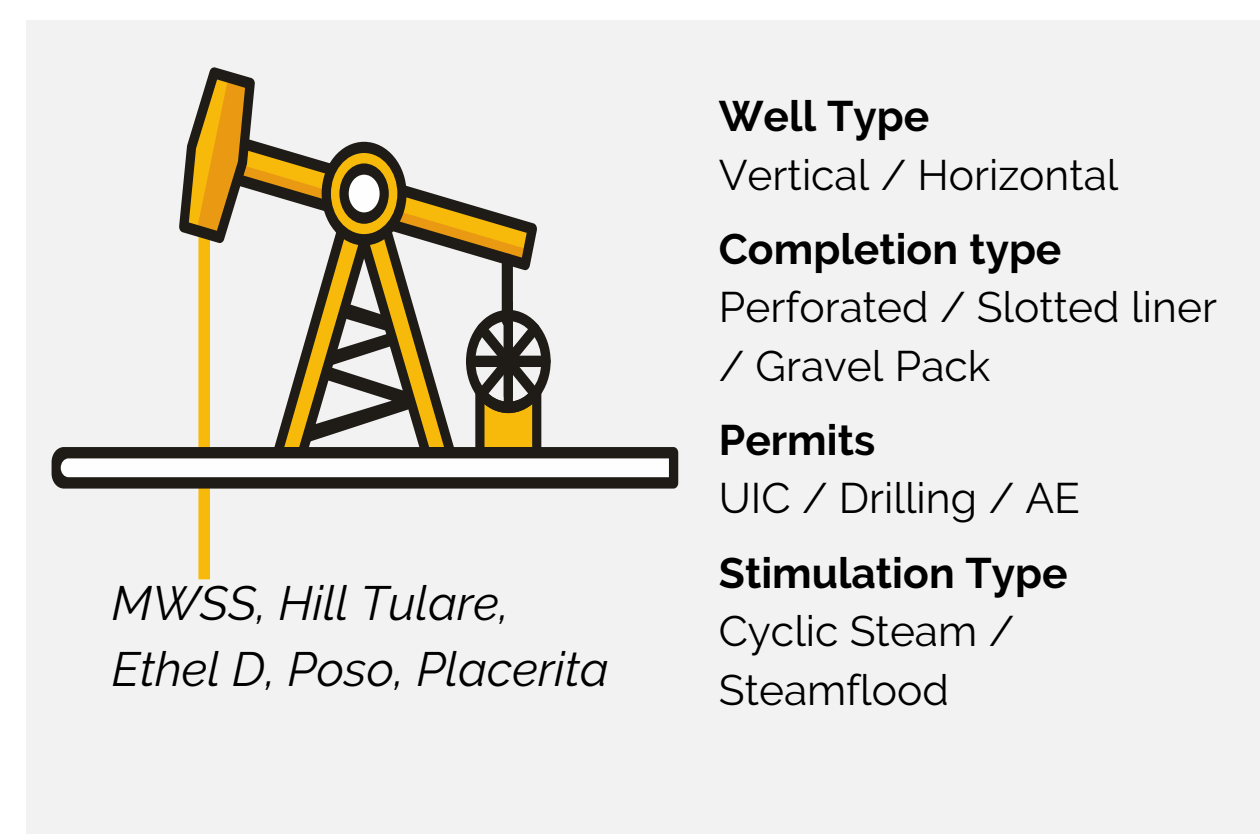 Well Type
Vertical / Horizontal
Completion type
Perforated / Slotted liner
/ Gravel Pack
Permits
UIC / Drilling / AE
Stimulation Type
Cyclic Steam /
Steamflood
MWSS, Hill Tulare,
Ethel D, Poso, Placerita